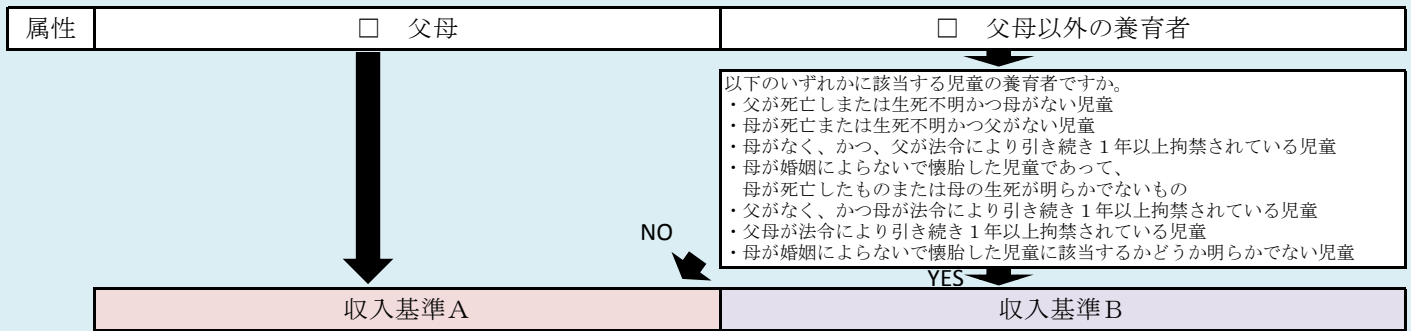 属性
□ 父母
□ 父母以外の養育者
以下のいずれかに該当する児童の養育者ですか。
・父が死亡しまたは生死不明かつ母がない児童
・母が死亡または生死不明かつ父がない児童
・母がなく、かつ、父が法令により引き続き１年以上拘禁されている児童
・母が婚姻によらないで懐胎した児童であって、
母が死亡したものまたは母の生死が明らかでないもの
・父がなく、かつ母が法令により引き続き１年以上拘禁されている児童
・父母が法令により引き続き１年以上拘禁されている児童
・母が婚姻によらないで懐胎した児童に該当するかどうか明らかでない児童
NO
YES
収入基準Ａ
収入基準Ｂ